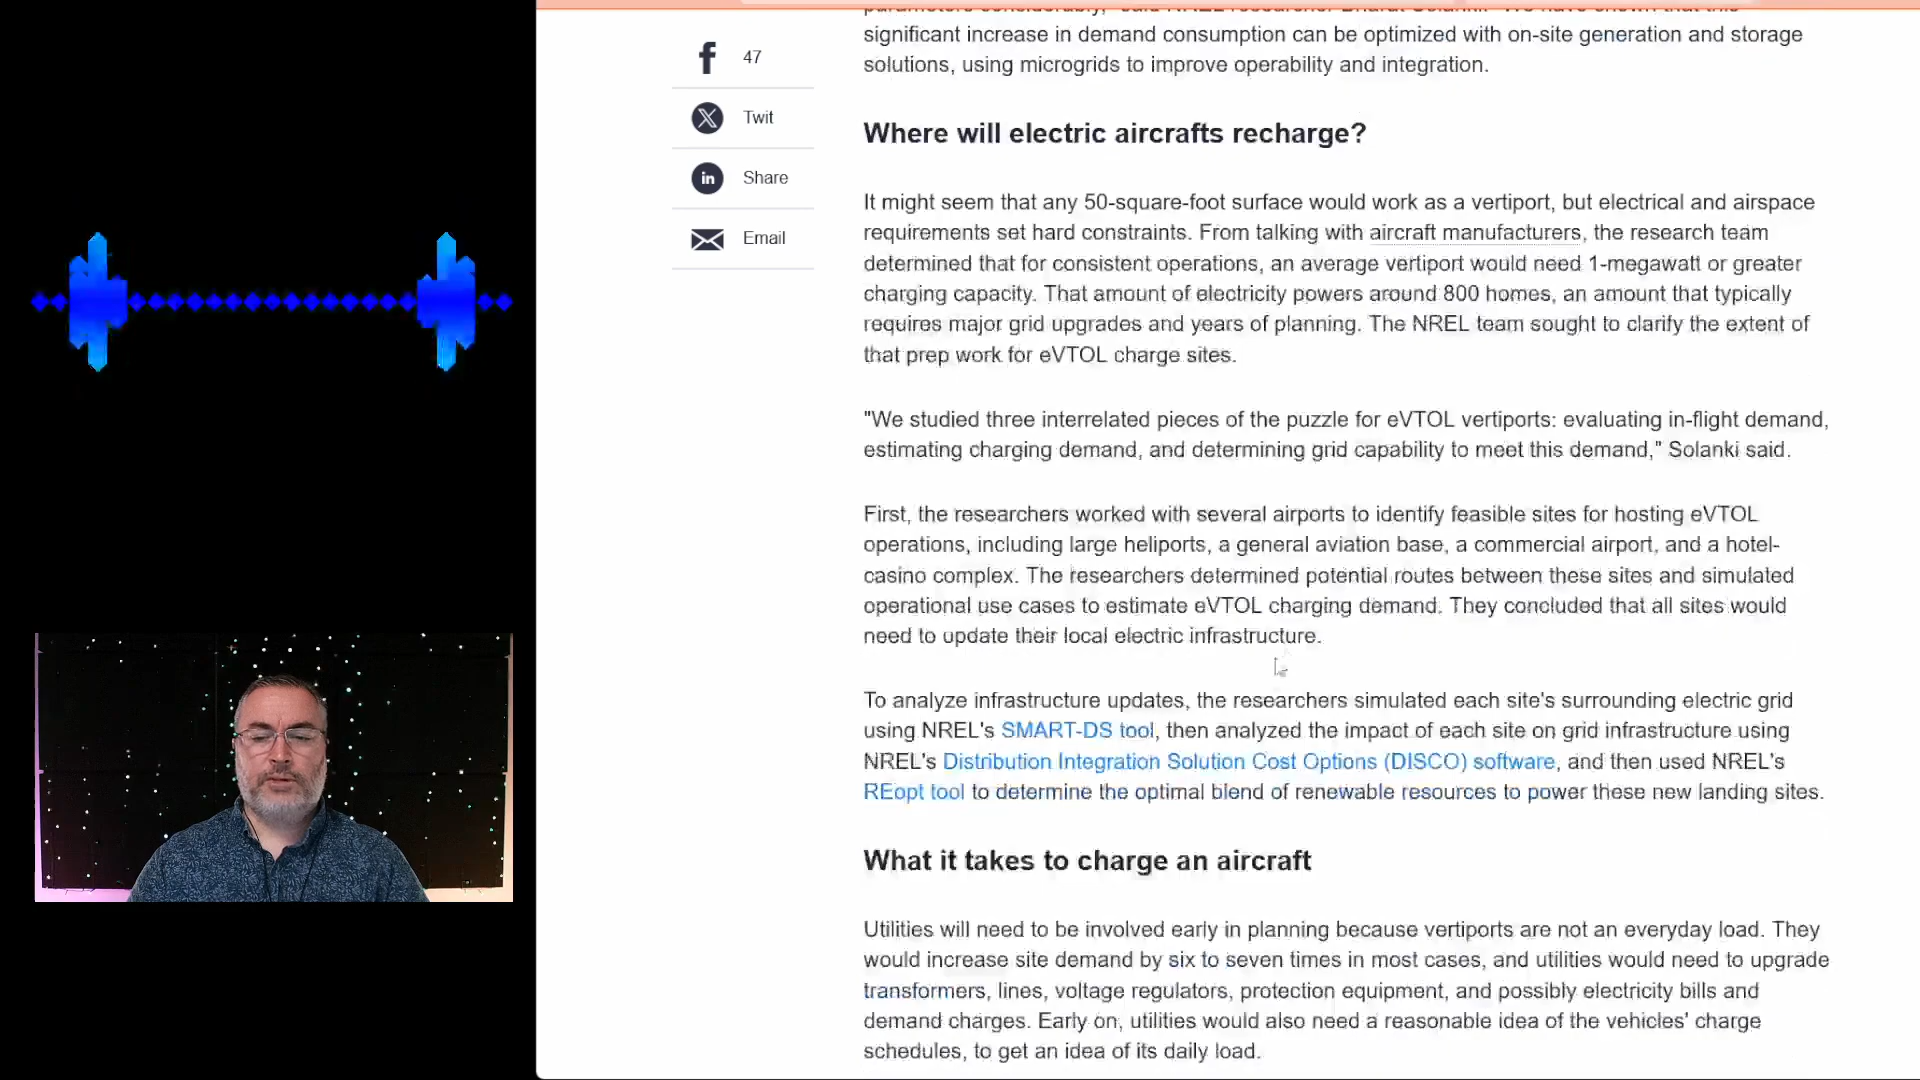 significant increase in demand consumption can be optimized with on-site generation and storage
solutions, using microgrids to improve operability and integration.
47
Twit
in Share
Email
Where will electric aircrafts recharge?
It might seem that any 50-square-foot surface would work as a vertiport, but electrical and airspace
requirements set hard constraints. From talking with aircraft manufacturers, the research team
determined that for consistent operations, an average vertiport would need 1-megawatt or greater
charging capacity. That amount of electricity powers around 800 homes, an amount that typically
requires major grid upgrades and years of planning. The NREL team sought to clarify the extent of
that prep work for eVTOL charge sites.
"We studied three interrelated pieces of the puzzle for eVTOL vertiports: evaluating in-flight demand,
estimating charging demand, and determining grid capability to meet this demand," Solanki said.
First, the researchers worked with several airports to identify feasible sites for hosting eVTOL
operations, including large heliports, a general aviation base, a commercial airport, and a hotel-
casino complex. The researchers determined potential routes between these sites and simulated
operational use cases to estimate eVTOL charging demand. They concluded that all sites would
need to update their local electric infrastructure.
To analyze infrastructure updates, the researchers simulated each site's surrounding electric grid
using NREL's SMART-DS tool, then analyzed the impact of each site on grid infrastructure using
NREL's Distribution Integration Solution Cost Options (DISCO) software, and then used NREL's
REopt tool to determine the optimal blend of renewable resources to power these new landing sites.
What it takes to charge an aircraft
Utilities will need to be involved early in planning because vertiports are not an everyday load. They
would increase site demand by six to seven times in most cases, and utilities would need to upgrade
transformers, lines, voltage regulators, protection equipment, and possibly electricity bills and
demand charges. Early on, utilities would also need a reasonable idea of the vehicles' charge
schedules, to get an idea of its daily load.